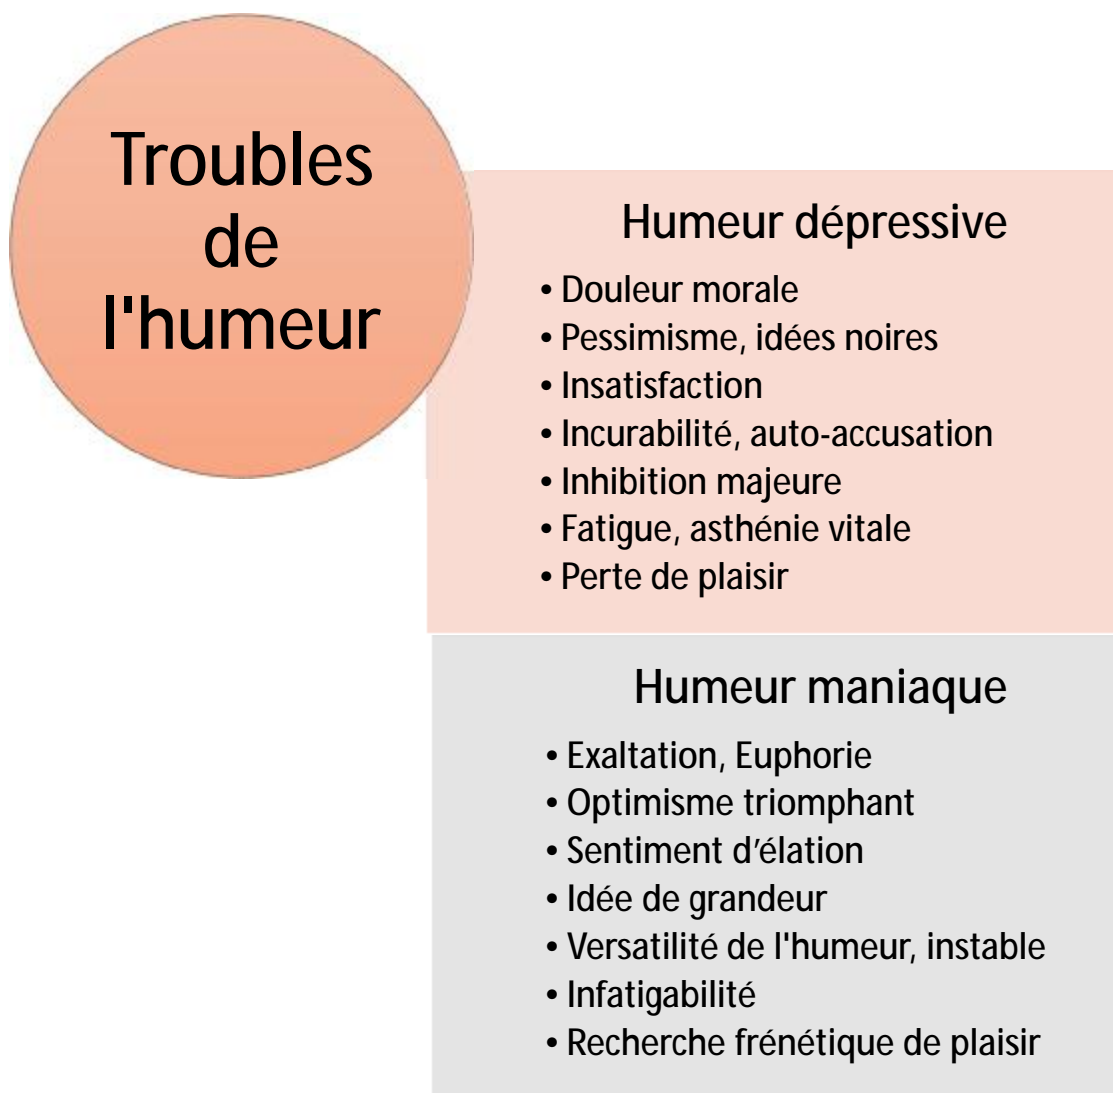 Troubles
de
l'humeur
Humeur dépressive
• Douleur morale
• Pessimisme, idées noires
• Insatisfaction
• Incurabilité, auto-accusation
• Inhibition majeure
• Fatigue, asthénie vitale
• Perte de plaisir
Humeur maniaque
• Exaltation, Euphorie
• Optimisme triomphant
• Sentiment d’élation
• Idée de grandeur
• Versatilité de l'humeur, instable
• Infatigabilité
• Recherche frénétique de plaisir